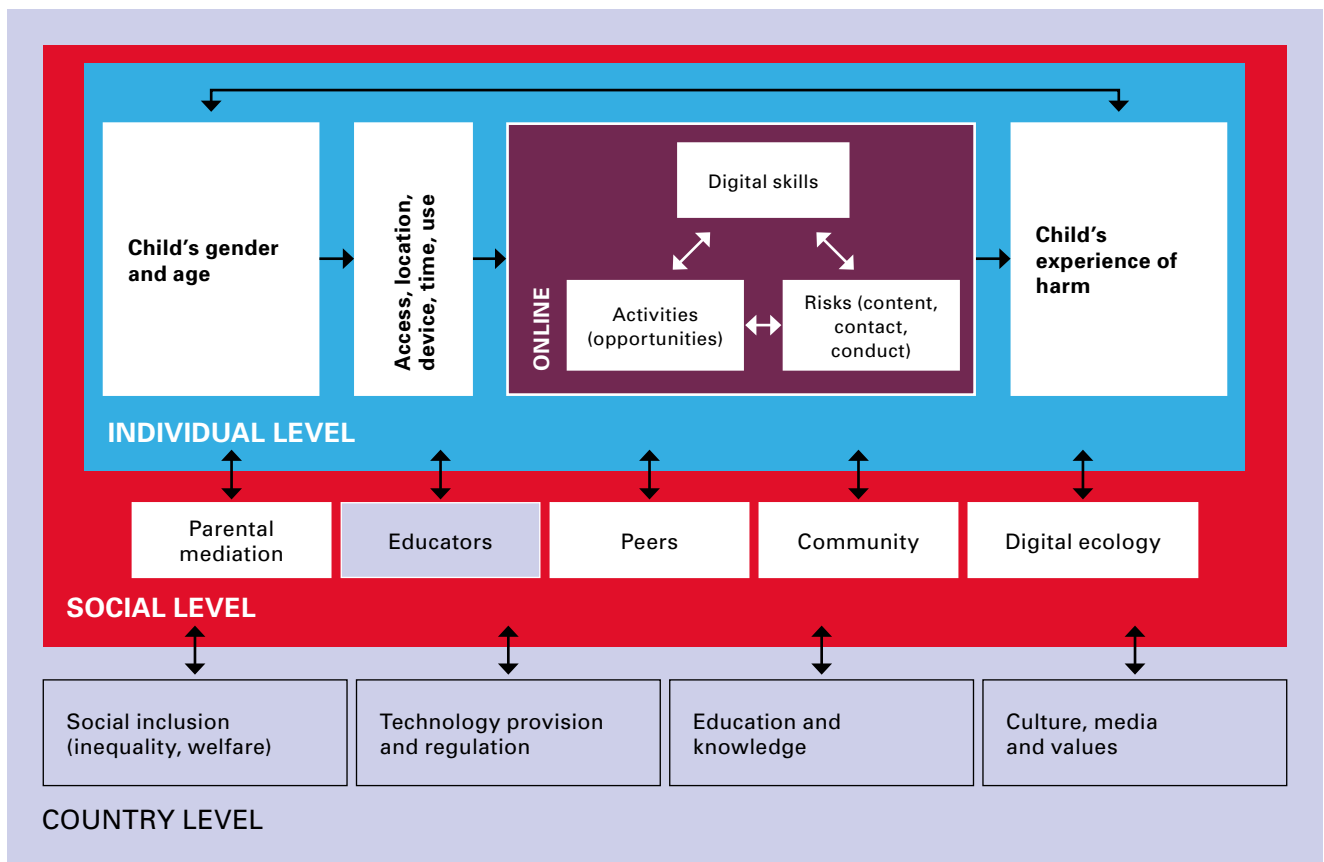 Child's gender
and age
Access, location,
device, time, use
ONLINE
Digital skills
Activities
(opportunities)
Risks (content,
contact,
conduct)
Child's
experience of
harm
INDIVIDUAL LEVEL
Parental
mediation
Educators
Peers
Community
Digital ecology
SOCIAL LEVEL
Social inclusion
(inequality, welfare)
Technology provision
and regulation
Education and
knowledge
Culture, media
and values
COUNTRY LEVEL